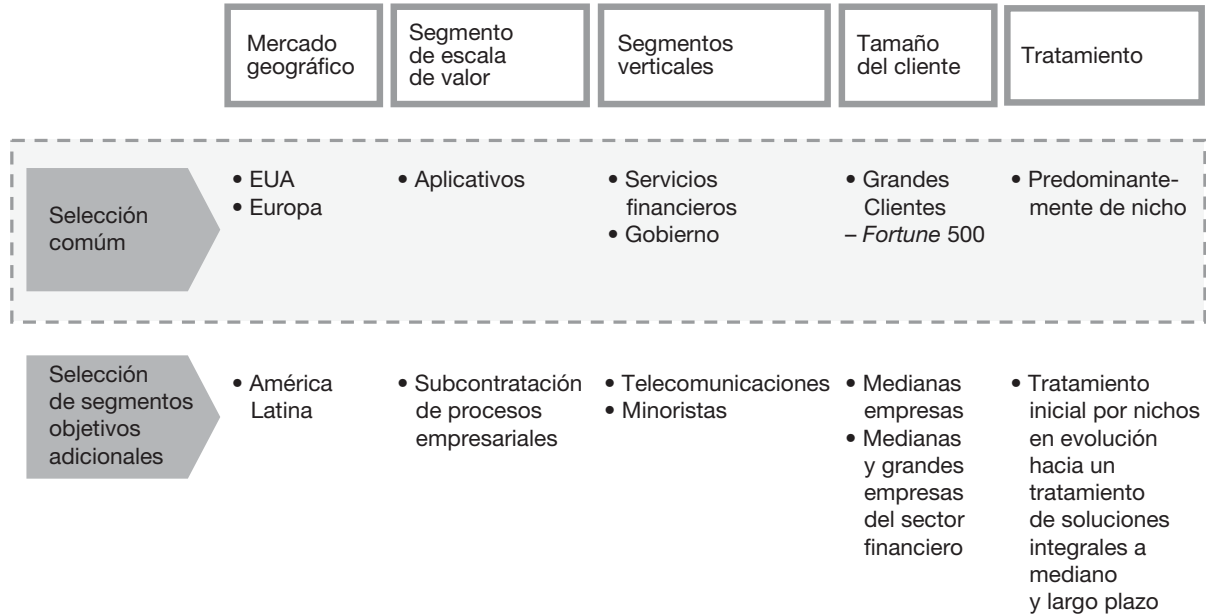 Mercado
geográfico
Segmento
de escala
de valor
Segmentos
verticales
Tamaño
del cliente
Tratamiento
Selección
comúm
• EUA
• Europa
• Aplicativos
• Servicios
financieros
• Gobierno
• Grandes
Clientes
– Fortune 500
• Predominante-
mente de nicho
Selección
de segmentos
objetivos
adicionales
• América
Latina
• Subcontratación
de procesos
empresariales
• Telecomunicaciones
• Minoristas
• Medianas
empresas
• Medianas
y grandes
empresas
del sector
financiero
• Tratamiento
inicial por nichos
en evolución
hacia un
tratamiento
de soluciones
integrales a
mediano
y largo plazo